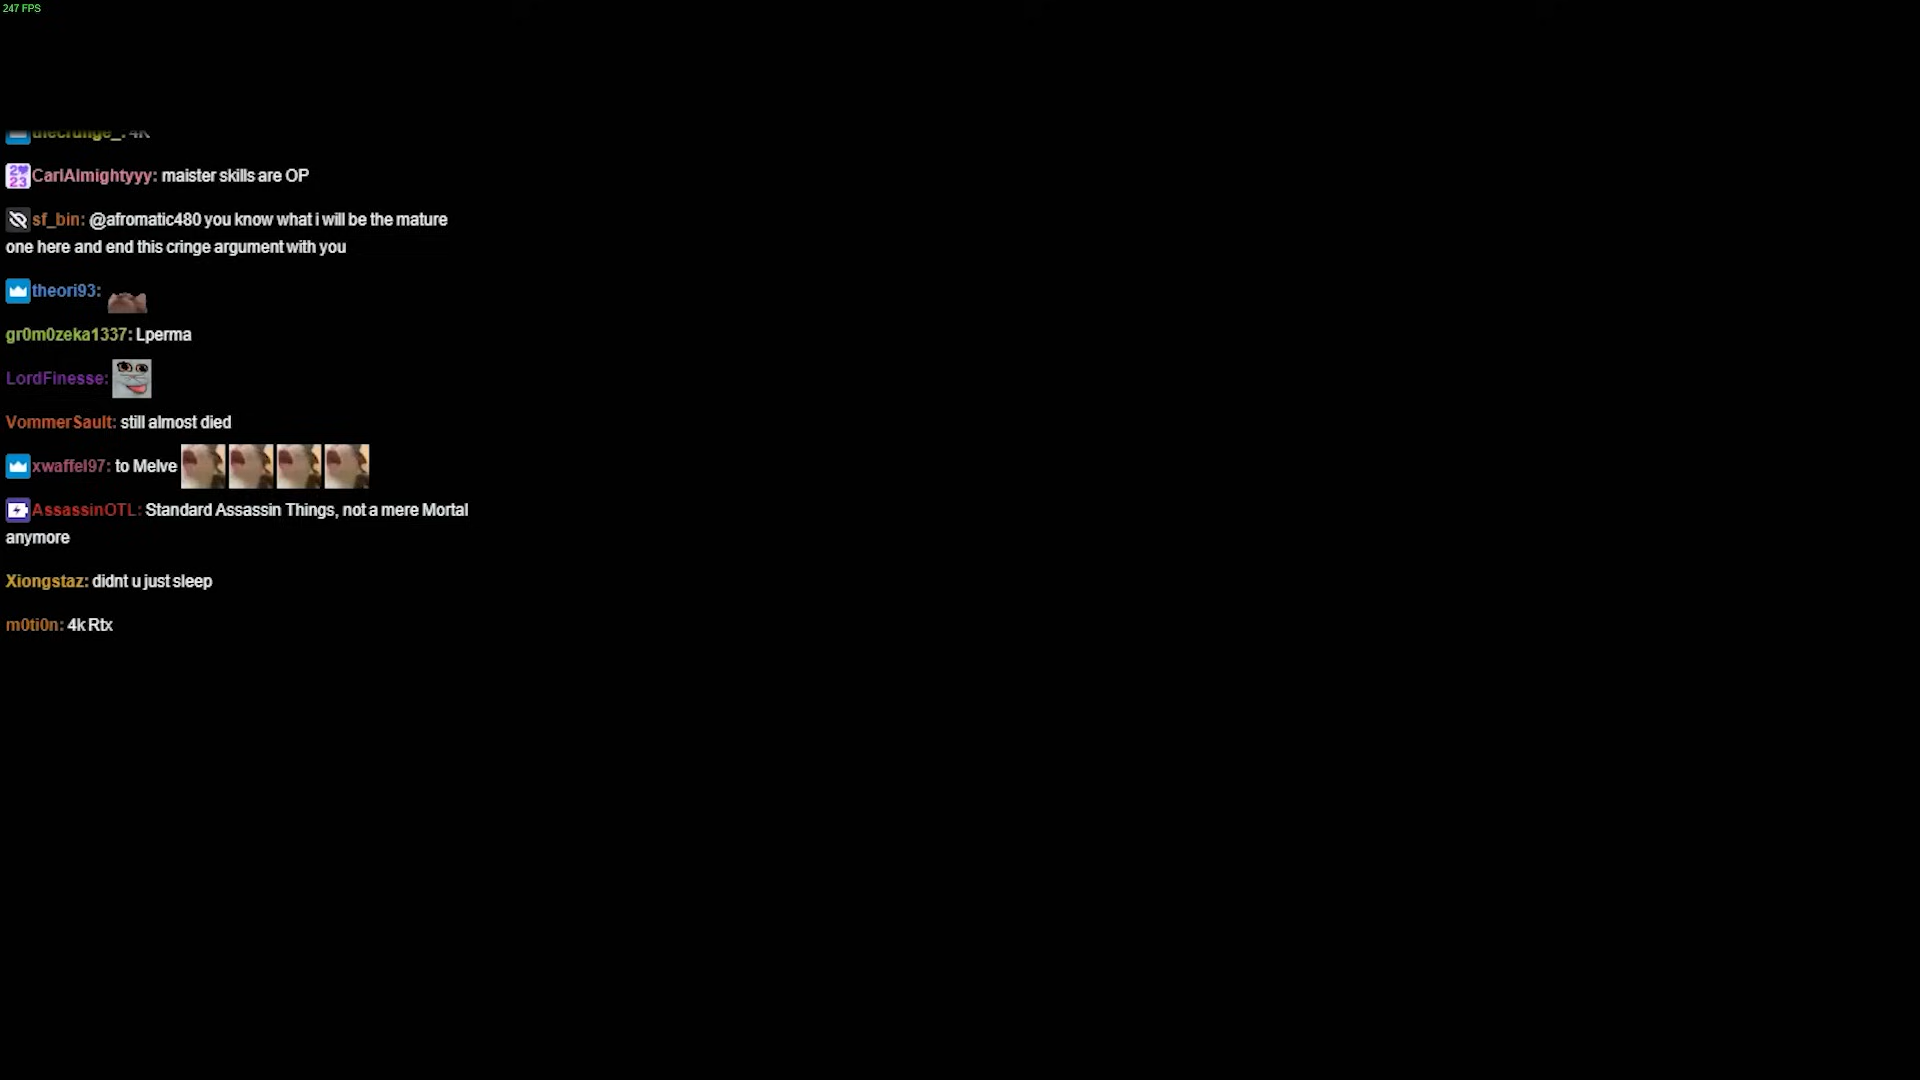 247 FPS
thecrunge_: 4K
CarlAlmightyyy: maister skills are OP
sf_bin: @afromatic480 you know what i will be the mature
one here and end this cringe argument with you
theori93:
gr0m0zeka1337: Lperma
LordFinesse:
VommerSault: still almost died
xwaffel97: to Melve
AssassinOTL: Standard Assassin Things, not a mere Mortal
anymore
Xiongstaz: didnt u just sleep
m0ti0n: 4k Rtx